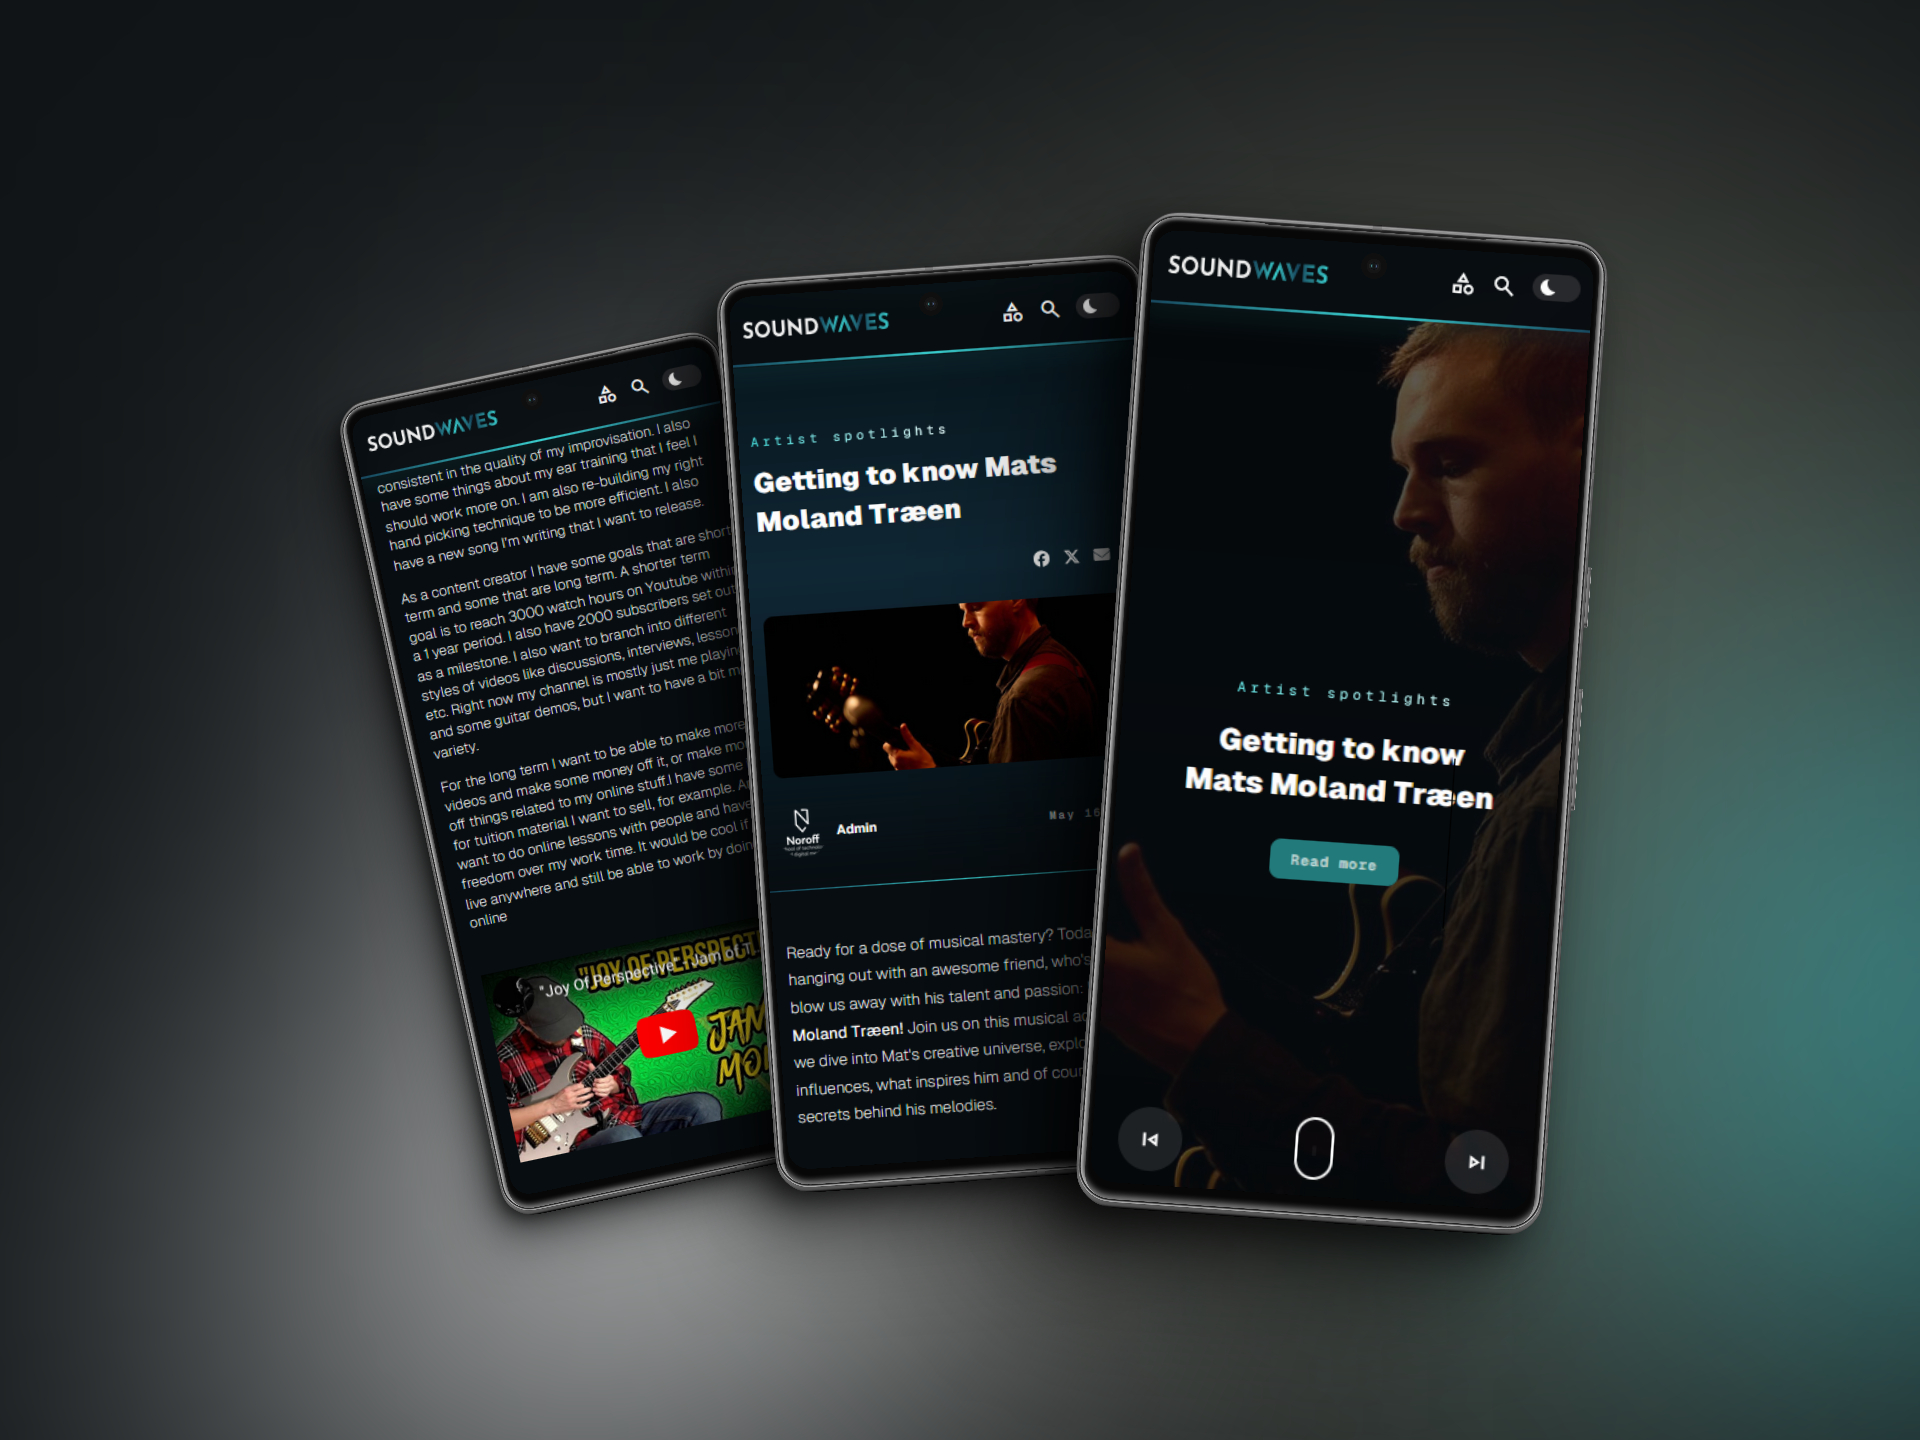 SOUNDWAVES
consistent in the quality of my improvisation. I also
have some things about my ear training that I feel I
should work more on. I am also re-building my right
hand picking technique to be more efficient. I also
have a new song I'm writing that I want to release.
As a content creator I have some goals that are short
term and some that are long term. A shorter term
goal is to reach 3000 watch hours on Youtube within
a 1 year period. I also have 2000 subscribers set out
as a milestone. I also want to branch into different
styles of videos like discussions, interviews, lesson
etc. Right now my channel is mostly just me playing
and some guitar demos, but I want to have a bit m
variety.
For the long term I want to be able to make more
videos and make some money off it, or make mo
off things related to my online stuff.I have some
for tuition material I want to sell, for example. A
want to do online lessons with people and have
freedom over my work time. It would be cool if
live anywhere and still be able to work by doin
online
"JOY OF PERSPECT
"Joy Of Perspective" - Jam of T...
JAM
MO
SOUNDWAVES
Artist spotlights
Getting to know Mats
Moland Træen
Noroff
Admin
May 16
Ready for a dose of musical mastery? Toda
hanging out with an awesome friend, who's
blow us away with his talent and passion:
Moland Træen! Join us on this musical ad
we dive into Mat's creative universe, explo
influences, what inspires him and of cour
secrets behind his melodies.
SOUNDWAVES
Artist spotlights
Getting to know
Mats Moland Træen
Read more